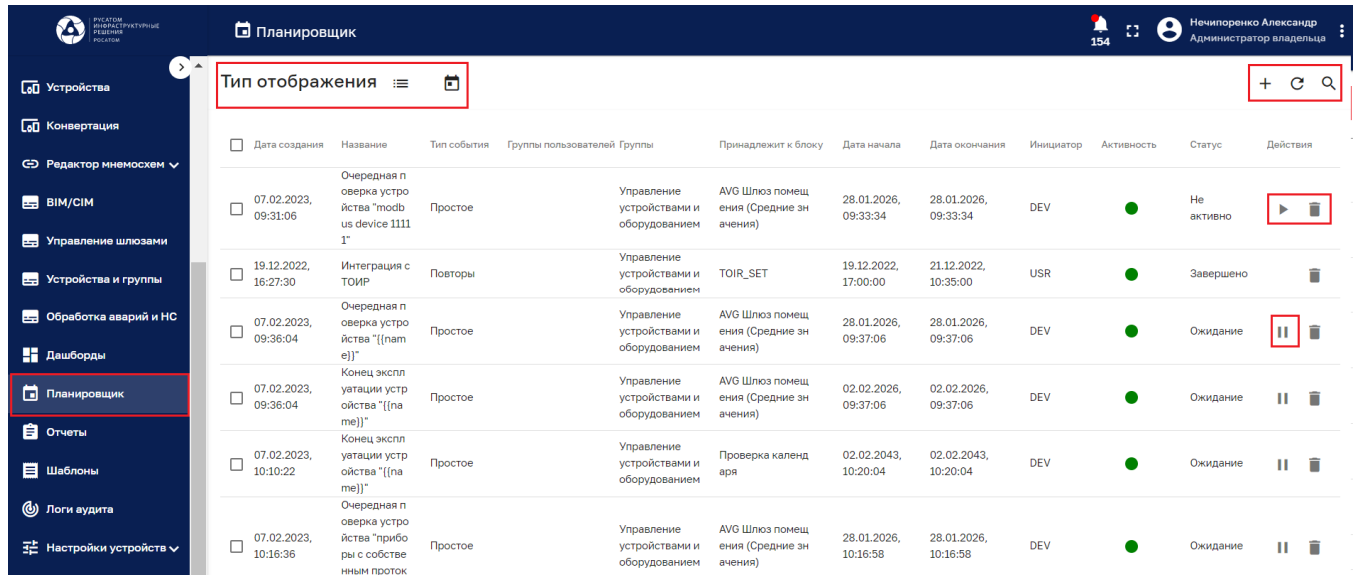 РУСАТОМ
ИНФРАСТРУКТУРНЫЕ
РЕШЕНИЯ
РОСАТОМ
Планировщик
154
Нечипоренко Александр
Администратор владельца
Устройства
Конвертация
Редактор мнемосхем
BIM/CIM
Управление шлюзами
Устройства и группы
Обработка аварий и НС
Дашборды
Планировщик
Отчеты
Шаблоны
Логи аудита
Настройки устройств
Тип отображения
Дата создания Название Тип события Группы пользователей Группы Принадлежит к блоку Дата начала Дата окончания Инициатор Активность Статус Действия
07.02.2023,
09:31:06
Очередная п
оверка устро
йства "modb
us device 1111
1"
Простое
Управление
устройствами и
оборудованием
AVG Шлюз помещ
ения (Средние зн
ачения)
28.01.2026,
09:33:34
28.01.2026,
09:33:34
DEV
Не
активно
19.12.2022,
16:27:30
Интеграция с
ТОИР
Повторы
Управление
устройствами и
оборудованием
TOIR_SET
19.12.2022,
17:00:00
21.12.2022,
10:35:00
USR
Завершено
07.02.2023,
09:36:04
Очередная п
оверка устро
йства "{{nam
e}}"
Простое
Управление
устройствами и
оборудованием
AVG Шлюз помещ
ения (Средние зн
ачения)
28.01.2026,
09:37:06
28.01.2026,
09:37:06
DEV
Ожидание
07.02.2023,
09:36:04
Конец экспл
уатации устр
ойства "{{na
me}}"
Простое
Управление
устройствами и
оборудованием
AVG Шлюз помещ
ения (Средние зн
ачения)
02.02.2026,
09:37:06
02.02.2026,
09:37:06
DEV
Ожидание
07.02.2023,
10:10:22
Конец экспл
уатации устр
ойства "{{na
me}}"
Простое
Управление
устройствами и
оборудованием
Проверка календ
аря
02.02.2043,
10:20:04
02.02.2043,
10:20:04
DEV
Ожидание
07.02.2023,
10:16:36
Очередная п
оверка устро
йства "прибо
ры с собстве
нным проток
Простое
Управление
устройствами и
оборудованием
AVG Шлюз помещ
ения (Средние зн
ачения)
28.01.2026,
10:16:58
28.01.2026,
10:16:58
DEV
Ожидание